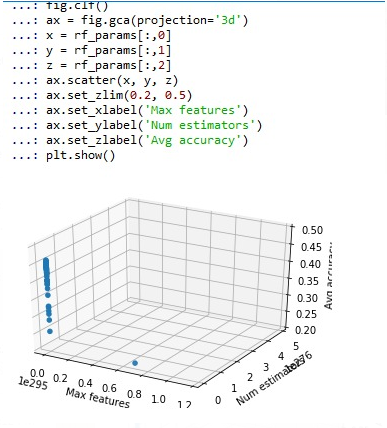 ...: fig.clf()
...: ax = fig.gca(projection='3d')
...: x = rf_params[:,0]
...: y = rf_params[:,1]
...: z = rf_params[:,2]
...: ax.scatter(x, y, z)
...: ax.set_zlim(0.2, 0.5)
...: ax.set_xlabel('Max features')
...: ax.set_ylabel('Num estimators')
...: ax.set_zlabel('Avg accuracy')
...: plt.show()
0.50
0.45
0.40
0.35
0.30
0.25
0.20
Avg accuracy
0.0 0.2 0.4 0.6 0.8 1.0 1.2
1e295
Max features
0 1 2 3 4 5
Num estimators
1e276